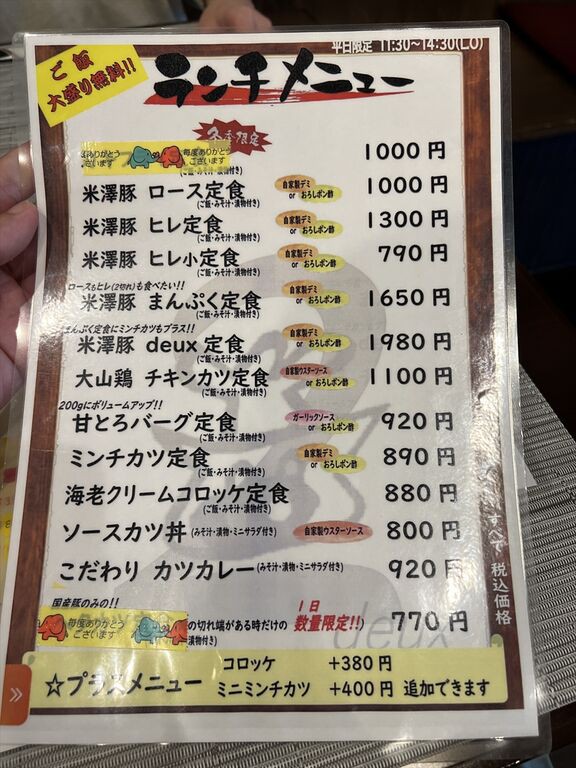 ご飯
大盛り無料!!
ランチメニュー
平日限定 11:30～14:30(L.O)
冬季限定
毎度ありがとう
ございます
(ご飯・みそ汁・漬物付き)
1000円
米澤豚 ロース定食 自家製デミ or おろしポン酢 1000円
(ご飯・みそ汁・漬物付き)
米澤豚 ヒレ定食 自家製デミ or おろしポン酢 1300円
(ご飯・みそ汁・漬物付き)
米澤豚 ヒレ小定食 自家製デミ or おろしポン酢 790円
(ご飯・みそ汁・漬物付き)
ロースもヒレ(2切れ)も食べたい!!
米澤豚 まんぷく定食 自家製デミ or おろしポン酢 1650円
(ご飯・みそ汁・漬物付き)
まんぷく定食にミンチカツもプラス!!
米澤豚 deux 定食 自家製デミ or おろしポン酢 1980円
(ご飯・みそ汁・漬物付き)
大山鶏 チキンカツ定食 自家製ウスターソース or おろしポン酢 1100円
(ご飯・みそ汁・漬物付き)
200gにボリュームアップ!!
甘とろバーグ定食 ガーリックソース or おろしポン酢 920円
(ご飯・みそ汁・漬物付き)
ミンチカツ定食 自家製デミ or おろしポン酢 890円
(ご飯・みそ汁・漬物付き)
海老クリームコロッケ定食 880円
(ご飯・みそ汁・漬物付き)
ソースカツ丼 (みそ汁・漬物・ミニサラダ付き) 自家製ウスターソース 800円
こだわり カツカレー (みそ汁・漬物・ミニサラダ付き) 920円
国産豚のみの!!
毎度ありがとう
ございます
の切れ端がある時だけの 1日 数量限定!!) 770円
漬物付き)
すべて税込価格
deux
☆プラスメニュー
コロッケ +380円
ミニミンチカツ +400円 追加できます